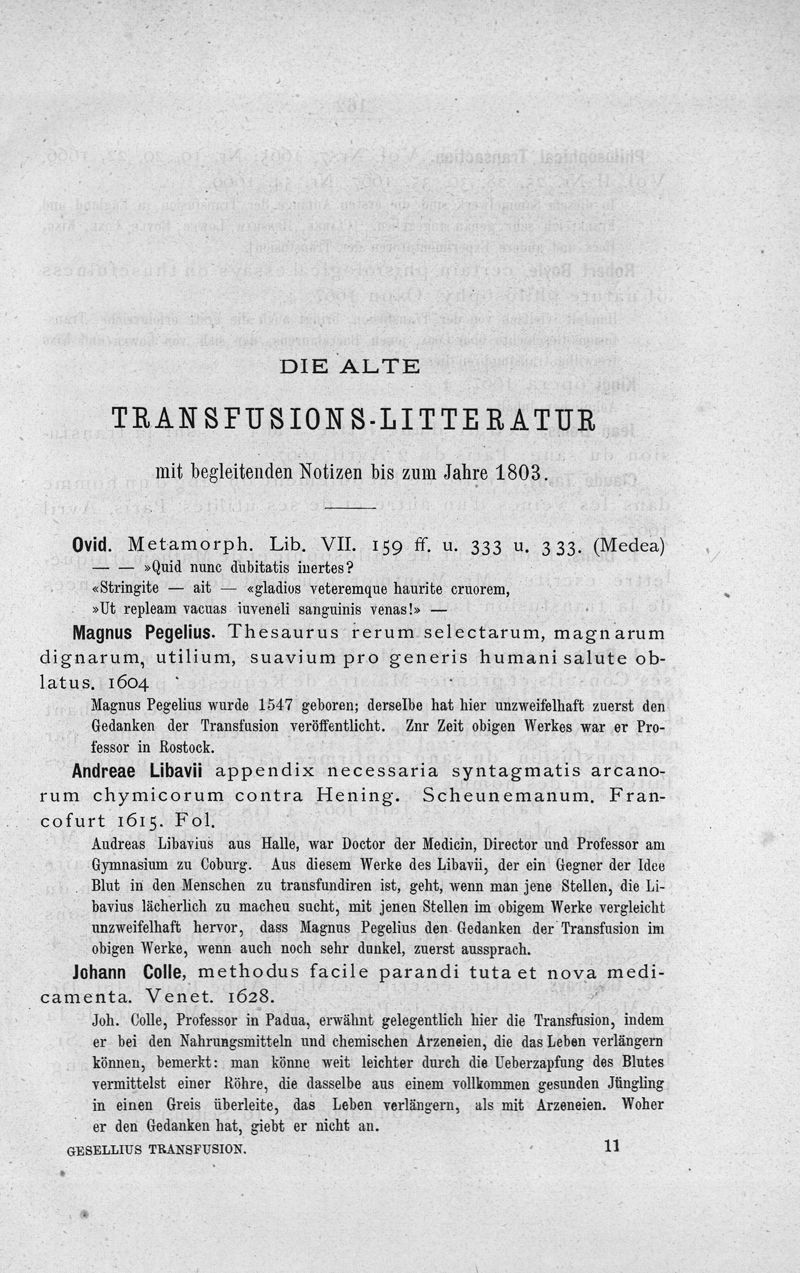 DIE ALTE
TRANSFUSIONS-LITTERATUR
mit begleitenden Notizen bis zum Jahre 1803.
Ovid. Metamorph. Lib. VII. 159 ff. u. 333 u. 333. (Medea)
— — »Quid nunc dubitatis inertes?
«Stringite — ait — «gladios veteremque haurite cruorem,
»Ut repleam vacuas iuveneli sanguinis venas!» —
Magnus Pegelius. Thesaurus rerum selectarum, magnarum
dignarum, utilium, suavium pro generis humani salute ob-
latus. 1604
Magnus Pegelius wurde 1547 geboren; derselbe hat hier unzweifelhaft zuerst den
Gedanken der Transfusion veröffentlicht. Znr Zeit obigen Werkes war er Pro-
fessor in Rostock.
Andreae Libavii appendix necessaria syntagmatis arcano-
rum chymicorum contra Hening. Scheunemanum. Fran-
cofurt 1615. Fol.
Audreas Libavius aus Halle, war Doctor der Medicin, Director und Professor am
Gymnasium zu Coburg. Aus diesem Werke des Libavii, der ein Gegner der Idee
Blut in den Menschen zu transfundiren ist, geht, wenn man jene Stellen, die Li-
bavius lächerlich zu macheu sucht, mit jenen Stellen im obigem Werke vergleicht
unzweifelhaft hervor, dass Magnus Pegelius den Gedanken der Transfusion im
obigen Werke, wenn auch noch sehr dunkel, zuerst aussprach.
Johann Colle, methodus facile parandi tuta et nova medi-
camenta. Venet. 1628.
Joh. Colle, Professor in Padua, erwähnt gelegentlich hier die Transfusion, indem
er bei den Nahrungsmitteln und chemischen Arzeneien, die das Leben verlängern
können, bemerkt: man könne weit leichter durch die Ueberzapfung des Blutes
vermittelst einer Röhre, die dasselbe aus einem vollkommen gesunden Jüngling
in einen Greis überleite, das Leben verlängern, als mit Arzeneien. Woher
er den Gedanken hat, giebt er nicht an.
GESELLIUS TRANSFUSION. 11